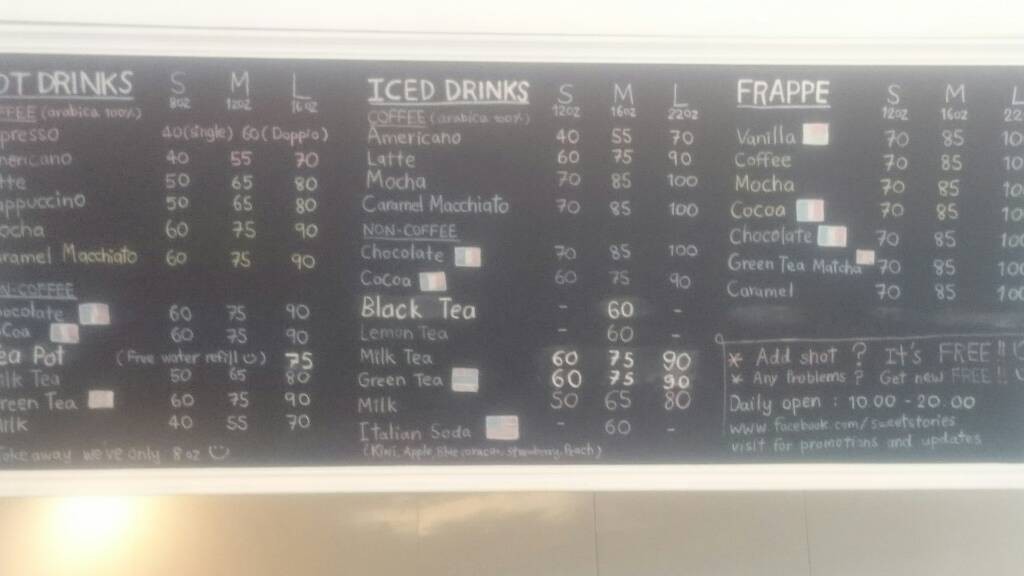 OT DRINKS S M L
8oz 12oz 16oz
FFEE (arabica 100%)
presso 40(single) 60(Doppio)
mericano 40 55 70
tte 50 65 80
appuccino 50 65 80
ocha 60 75 90
aramel Macchiato 60 75 90
N-COFFEE
ocolate 60 75 90
oCoa 60 75 90
ea Pot (Free water refill) 75
ilk Tea 50 65 80
reen Tea 60 75 90
ilk 40 55 70
Take away we've only 8 oz
ICED DRINKS S M L
12oz 16oz 22oz
COFFEE (arabica 100%)
Americano 40 55 70
Latte 60 75 90
Mocha 70 85 100
Caramel Macchiato 70 85 100
NON-COFFEE
Chocolate 70 85 100
CoCoa 60 75 90
Black Tea - 60 -
Lemon Tea - 60 -
Milk Tea 60 75 90
Green Tea 60 75 90
Milk 50 65 80
Italian Soda - 60 -
(Kiwi, Apple, Blue curacao, Strawberry, Peach)
FRAPPE S M L
12oz 16oz 22
Vanilla 70 85 10
Coffee 70 85 10
Mocha 70 85 10
Cocoa 70 85 10
Chocolate 70 85 10
Green Tea Matcha 70 85 100
Caramel 70 85 100
* Add shot ? It's FREE!!
* Any Problems ? Get new FREE!!
Daily open : 10.00 - 20.00
www.facebook.com/sweetstories
visit for promotions and updates